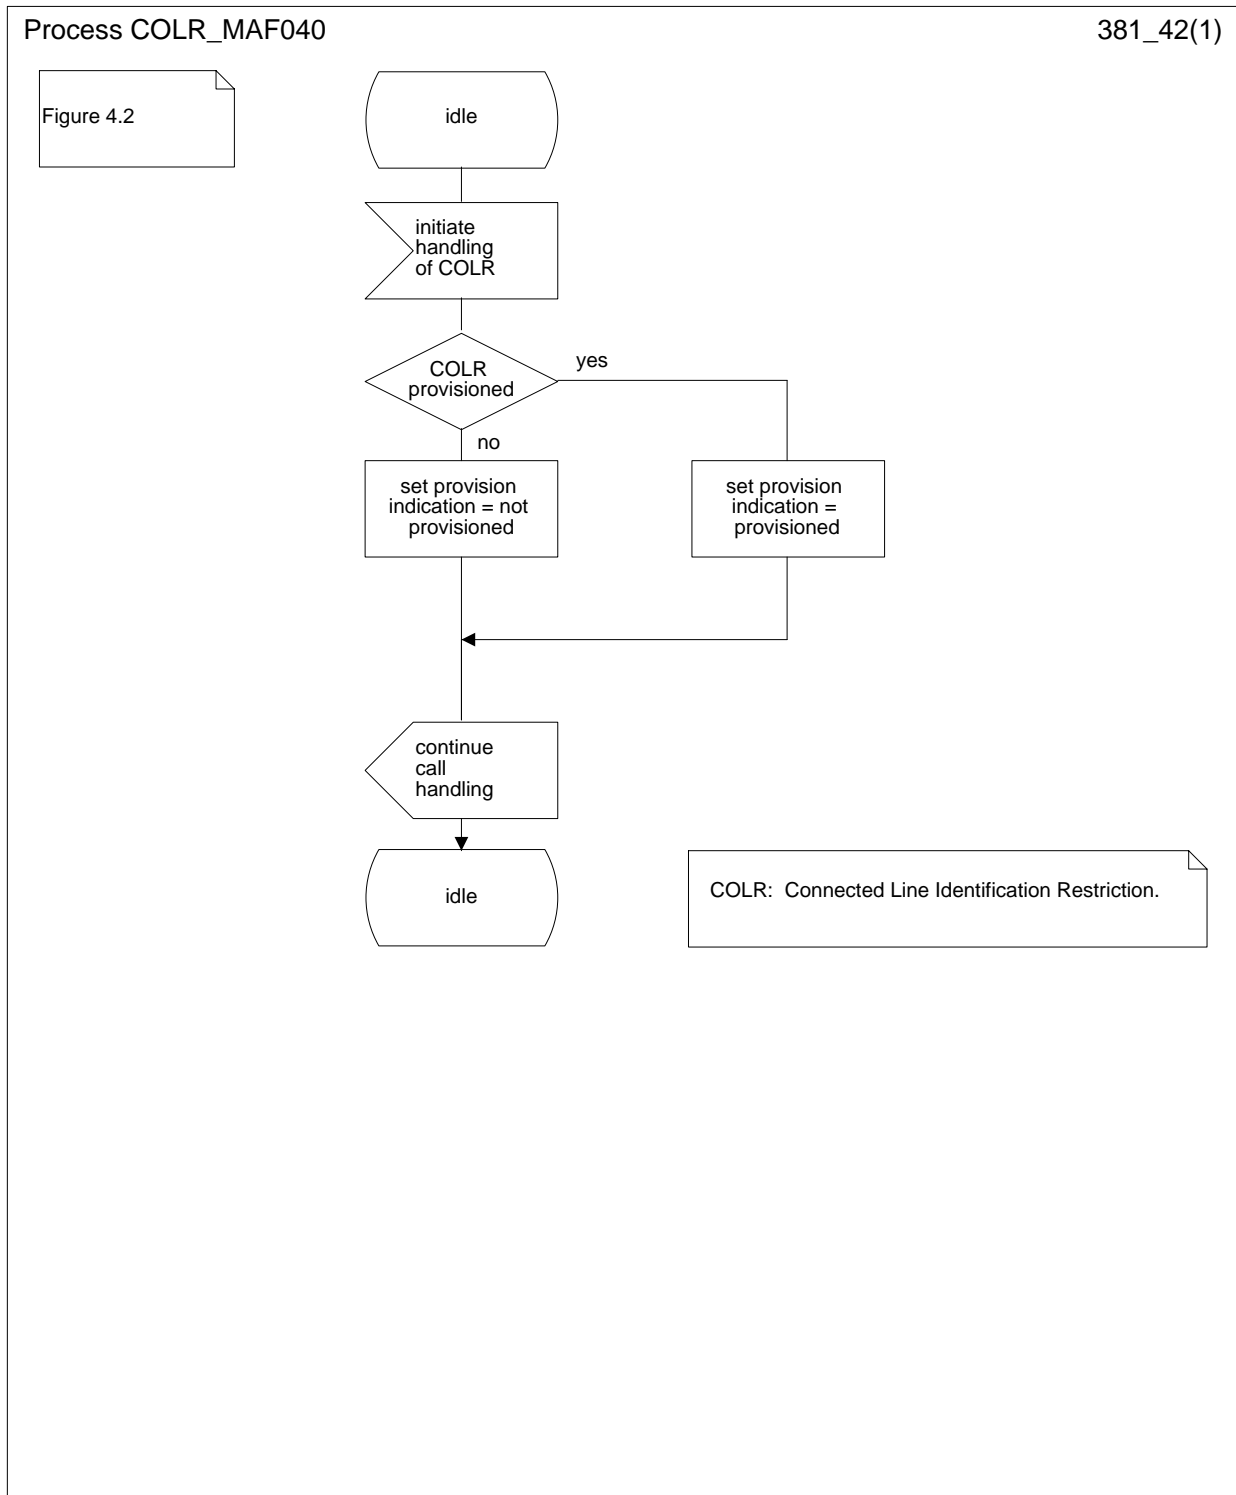 Process COLR_MAF040
381_42(1)
Figure 4.2
idle
initiate
handling
of COLR
COLR
provisioned
yes
no
set provision
indication = not
provisioned
set provision
indication =
provisioned
continue
call
handling
idle
COLR:  Connected Line Identification Restriction.